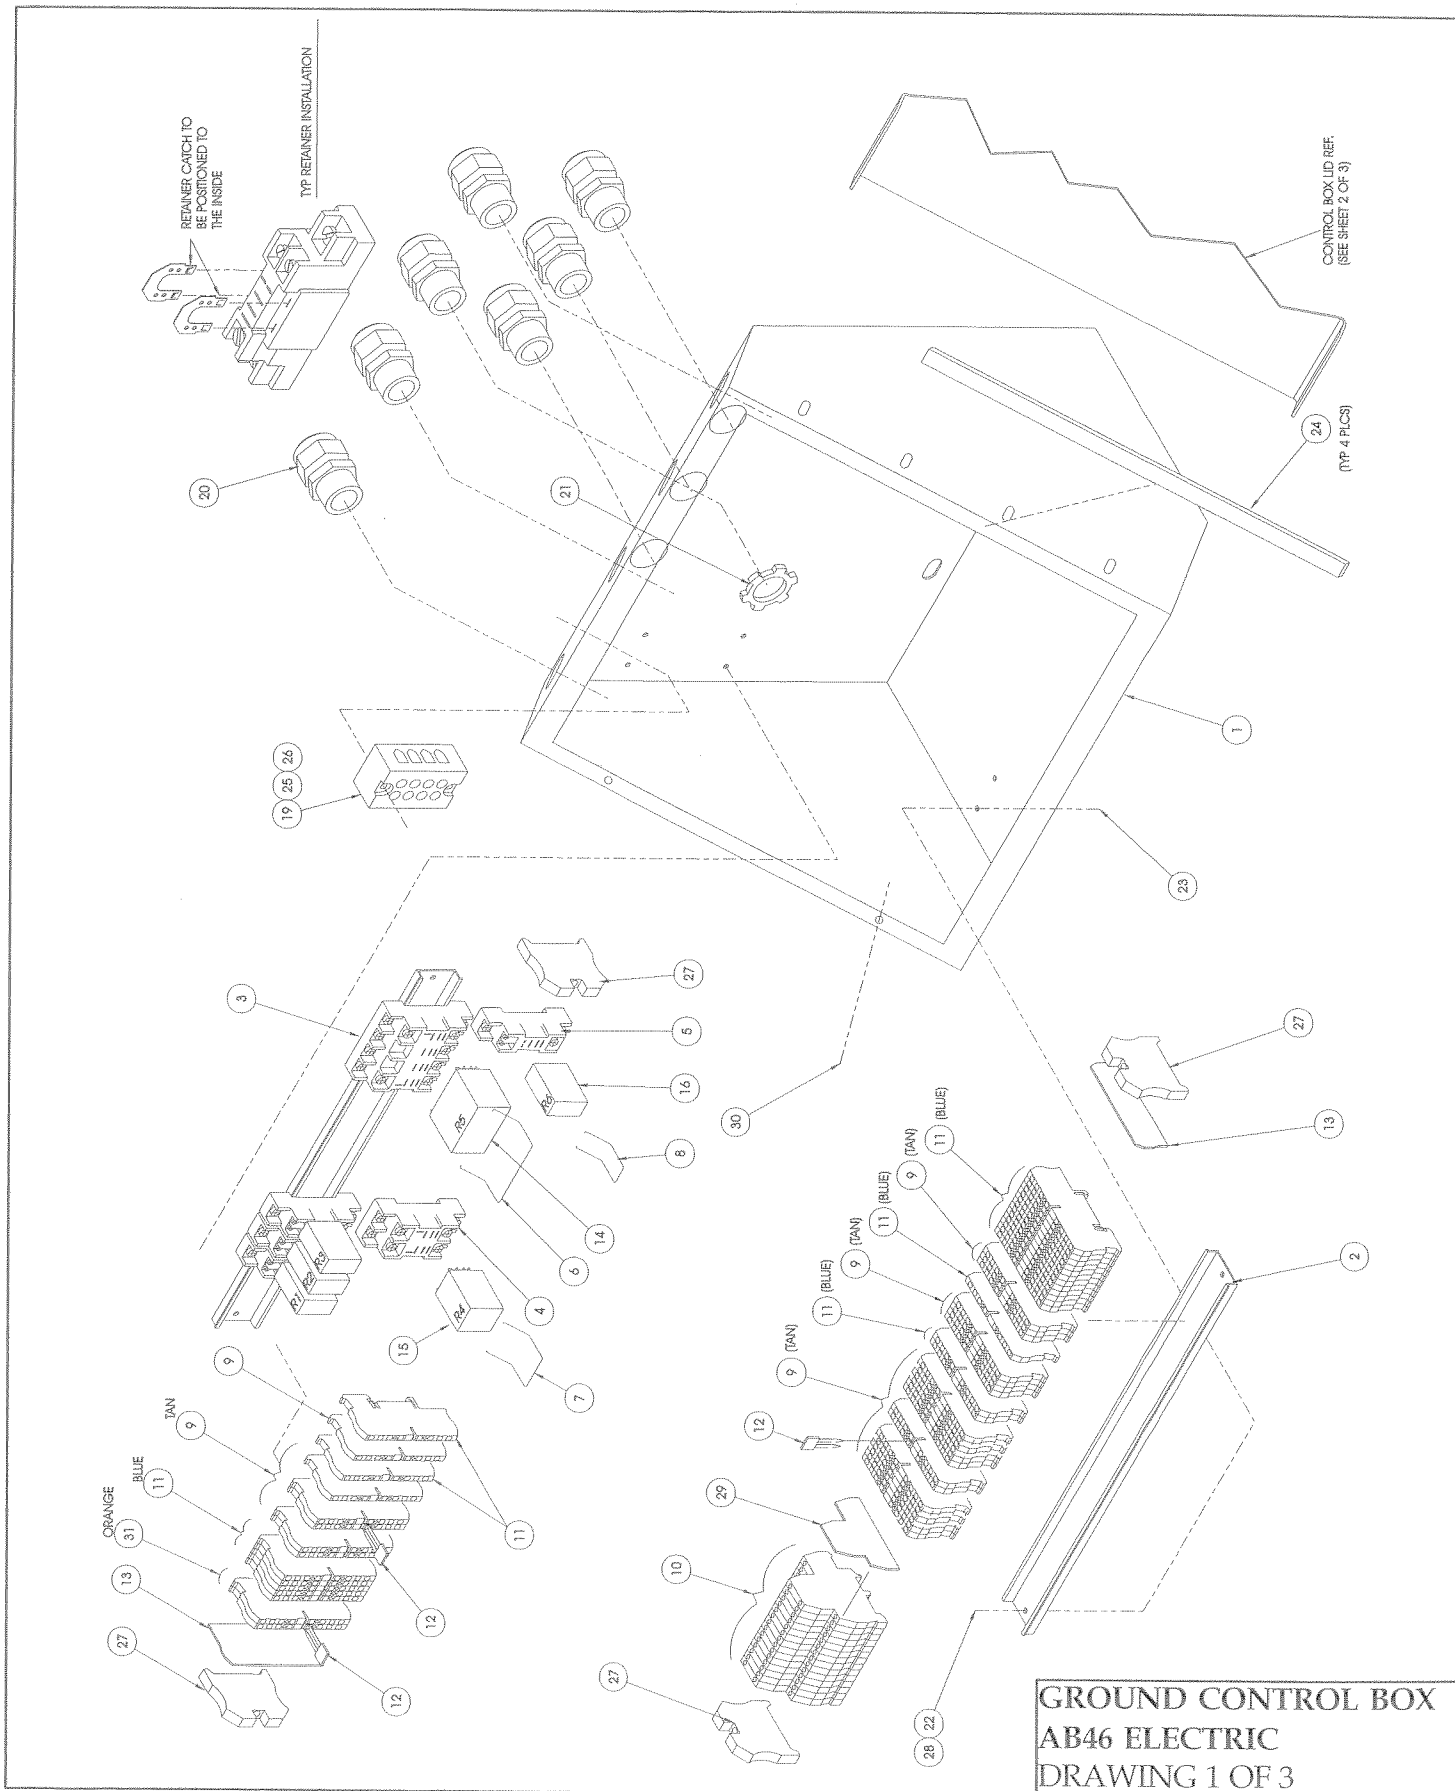 RETAINER CATCH TO
BE POSITIONED TO
THE INSIDE
TYP RETAINER INSTALLATION
CONTROL BOX LID REF.
(SEE SHEET 2 OF 3)
24
(TYP 4 PLCS)
20
21
1
19 25 26
23
3
27
5
16
8
R5
14
6
4
R4
15
7
R1
R2
R3
30
27
13
9
TAN
9
BLUE
11
ORANGE
31
13
27
12
12
11
11 (BLUE)
9 (TAN)
11 (BLUE)
9 (TAN)
11 (BLUE)
9 (TAN)
12
29
10
27
2
28 22
GROUND CONTROL BOX
AB46 ELECTRIC
DRAWING 1 OF 3